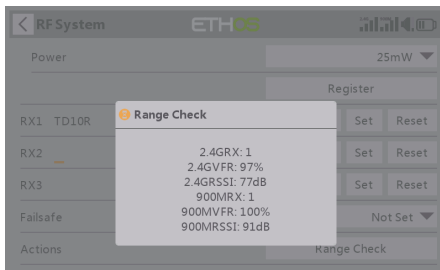 RF System ETHOS
Power 25mW
Register
RX1 TD10R Set Reset
Range Check
RX2 Set Reset
2.4GRX: 1
2.4GVFR: 97%
2.4GRSSI: 77dB
RX3 Set Reset
900MRX: 1
900MVFR: 100%
900MRSSI: 91dB
Failsafe Not Set
Actions Range Check